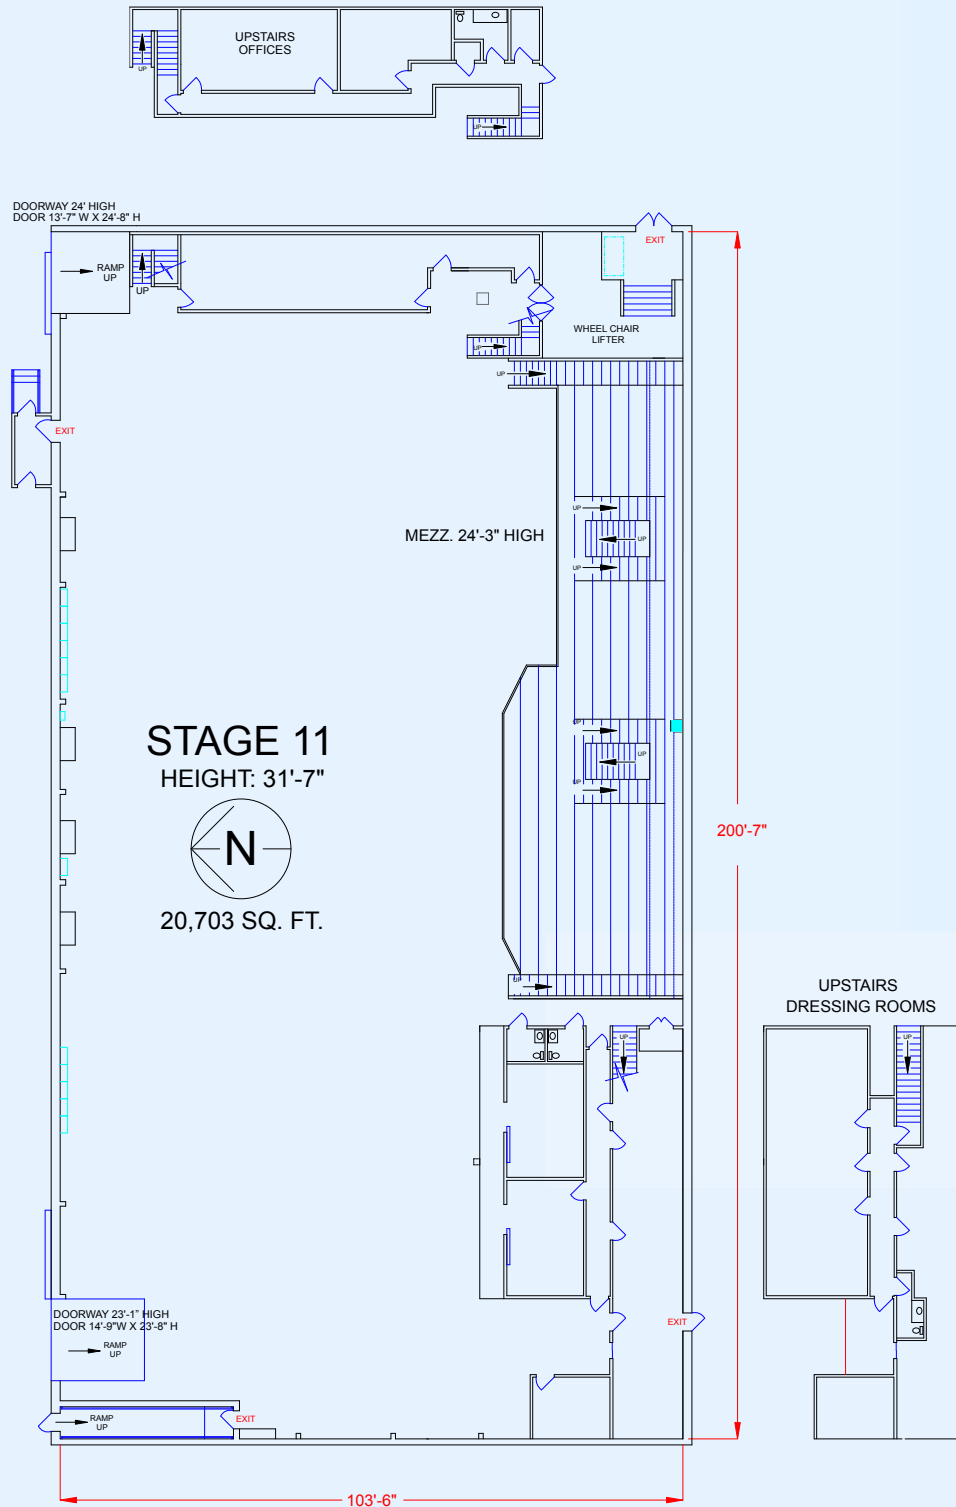 UPSTAIRS
OFFICES
UP
UP
DOORWAY 24' HIGH
DOOR 13'-7" W X 24'-8" H
EXIT
RAMP
UP
UP
WHEEL CHAIR
LIFTER
UP
UP
EXIT
UP
MEZZ. 24'-3" HIGH
UP
UP
UP
STAGE 11
UP
HEIGHT: 31'-7"
UP
N
200'-7"
20,703 SQ. FT.
UP
UPSTAIRS
DRESSING ROOMS
UP
UP
DOORWAY 23'-1" HIGH
DOOR 14'-9"W X 23'-8" H
EXIT
RAMP
UP
RAMP
UP
EXIT
103'-6"